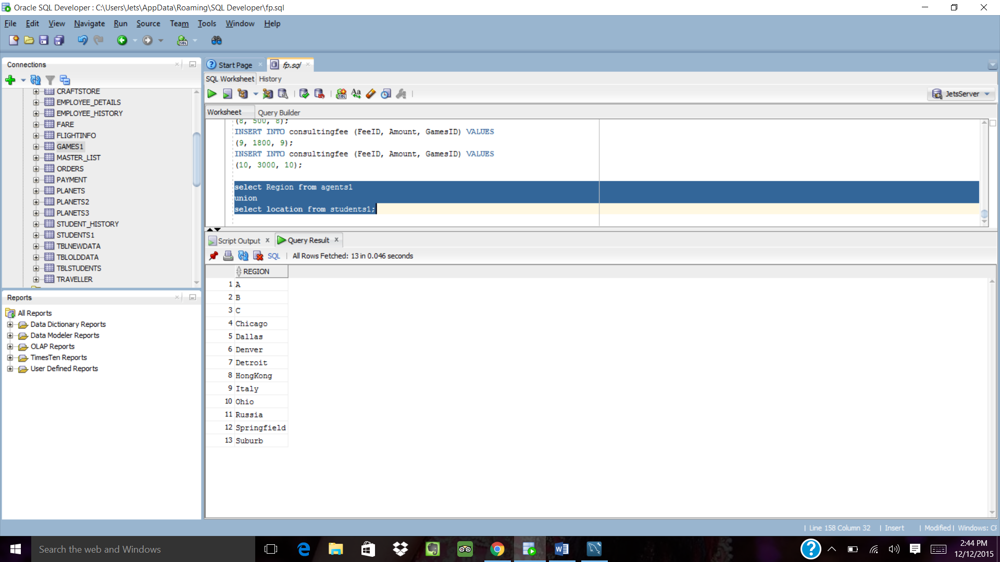 Oracle SQL Developer : C:\Users\Jets\AppData\Roaming\SQL Developer\fp.sql
File Edit View Navigate Run Source Team Tools Window Help
Connections
CRAFTSTORE
EMPLOYEE_DETAILS
EMPLOYEE_HISTORY
FARE
FLIGHTINFO
GAMES1
MASTER_LIST
ORDERS
PAYMENT
PLANETS
PLANETS2
PLANETS3
STUDENT_HISTORY
STUDENTS1
TBLNEWDATA
TBLOLDDATA
TBLSTUDENTS
TRAVELLER
Reports
All Reports
Data Dictionary Reports
Data Modeler Reports
OLAP Reports
TimesTen Reports
User Defined Reports
Start Page fp.sql
SQL Worksheet History
JetsServer
Worksheet Query Builder
(8, 500, 8);
INSERT INTO consultingfee (FeeID, Amount, GamesID) VALUES
(9, 1800, 9);
INSERT INTO consultingfee (FeeID, Amount, GamesID) VALUES
(10, 3000, 10);
select Region from agents1
union
select location from students1;
Script Output Query Result
SQL All Rows Fetched: 13 in 0.046 seconds
REGION
1 A
2 B
3 C
4 Chicago
5 Dallas
6 Denver
7 Detroit
8 HongKong
9 Italy
10 Ohio
11 Russia
12 Springfield
13 Suburb
Line 158 Column 32 Insert Modified Windows: CF
Search the web and Windows
2:44 PM
12/12/2015